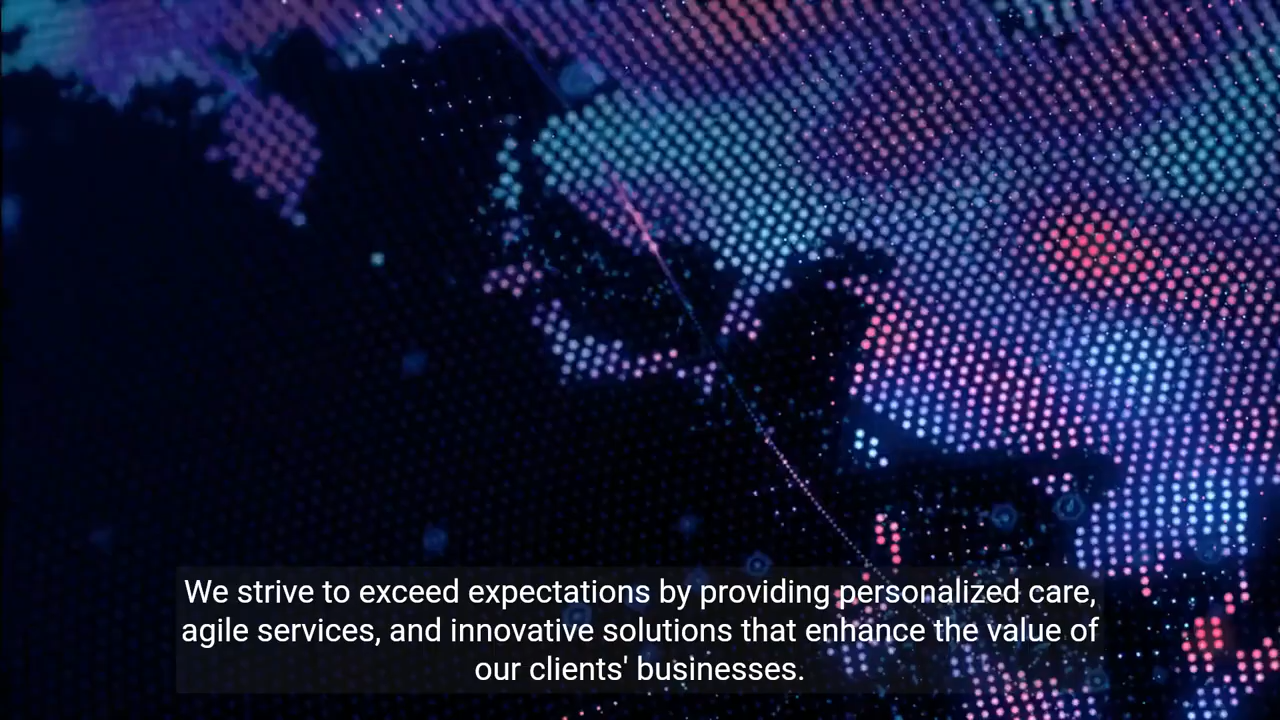 We strive to exceed expectations by providing personalized care,
agile services, and innovative solutions that enhance the value of
our clients' businesses.